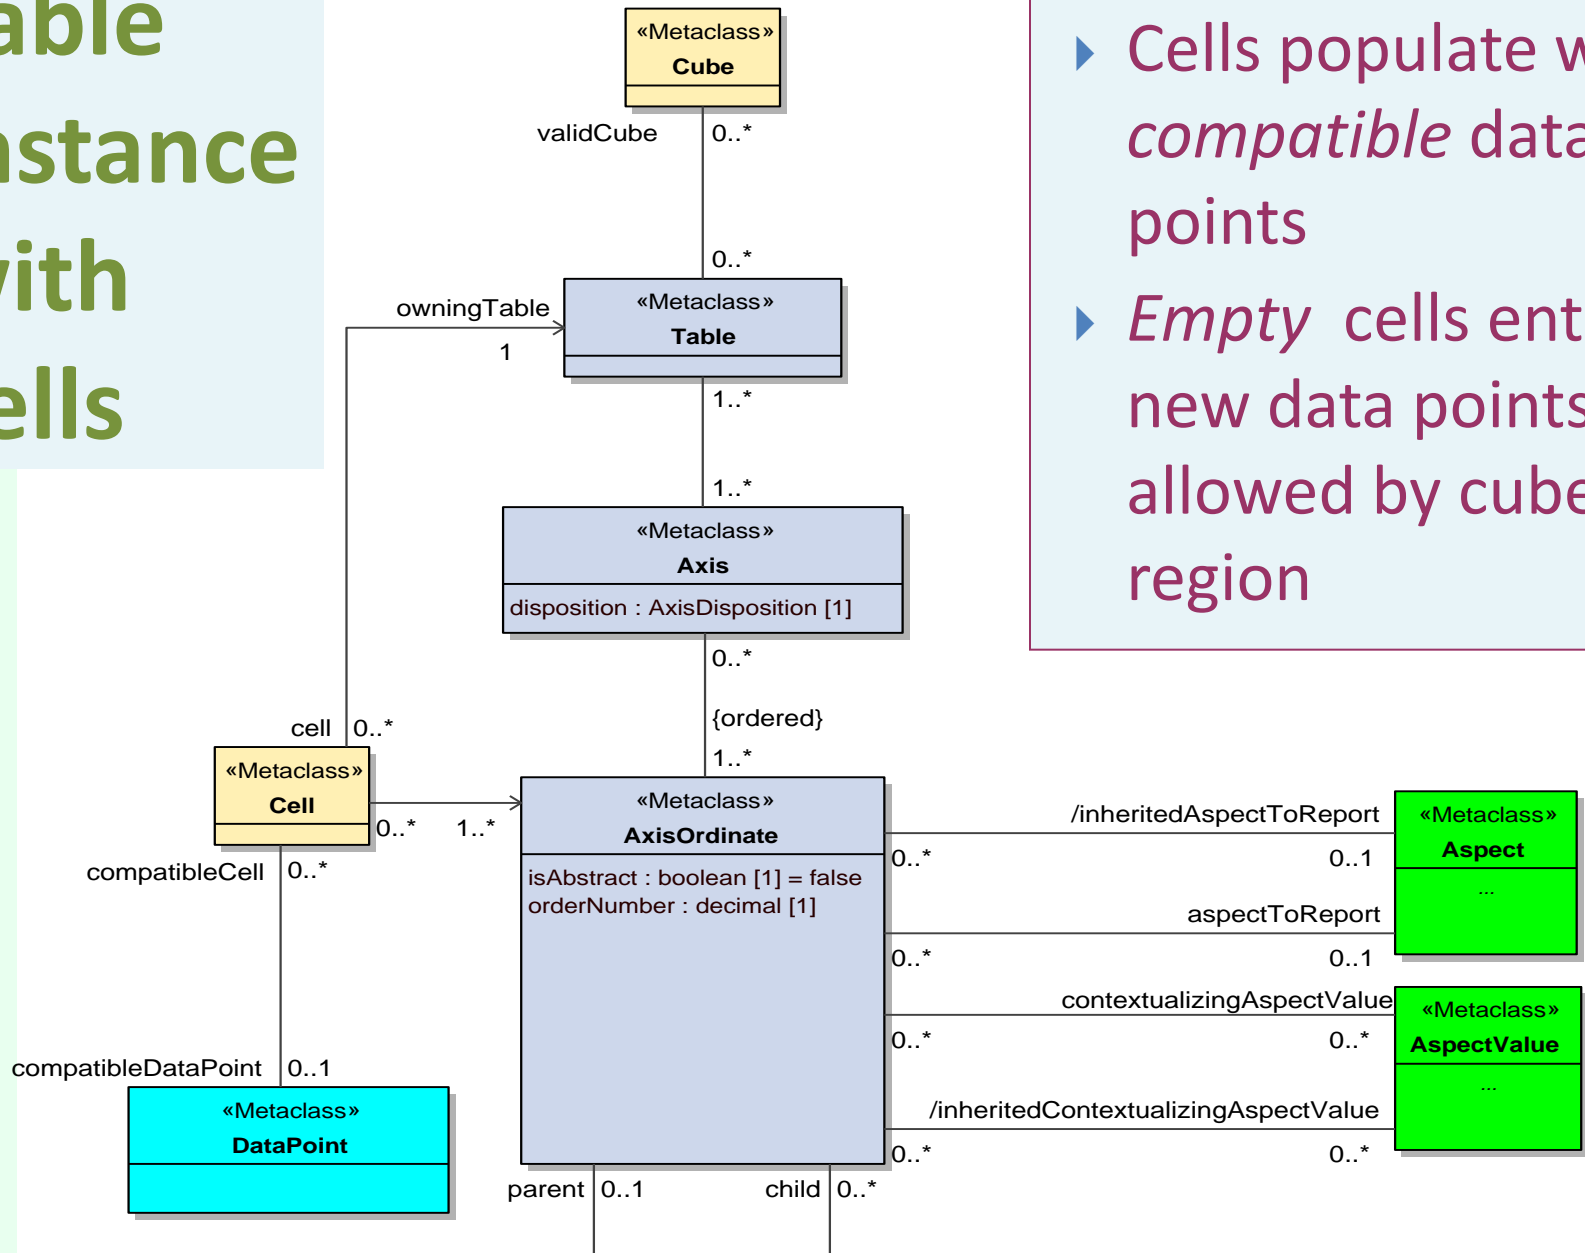 able
nstance
with
ells
Cells populate w
compatible data
points
Empty cells ent
new data points
allowed by cube
region
«Metaclass»
Cube
validCube 0..*
0..*
«Metaclass»
Table
owningTable
1
1..*
1..*
«Metaclass»
Axis
disposition : AxisDisposition [1]
0..*
{ordered}
1..*
cell 0..*
«Metaclass»
Cell
0..* 1..*
«Metaclass»
AxisOrdinate
isAbstract : boolean [1] = false
orderNumber : decimal [1]
/inheritedAspectToReport
0..* 0..1
aspectToReport
0..* 0..1
«Metaclass»
Aspect
...
contextualizingAspectValue
0..* 0..*
/inheritedContextualizingAspectValue
0..* 0..*
«Metaclass»
AspectValue
...
compatibleCell 0..*
compatibleDataPoint 0..1
«Metaclass»
DataPoint
parent 0..1 child 0..*